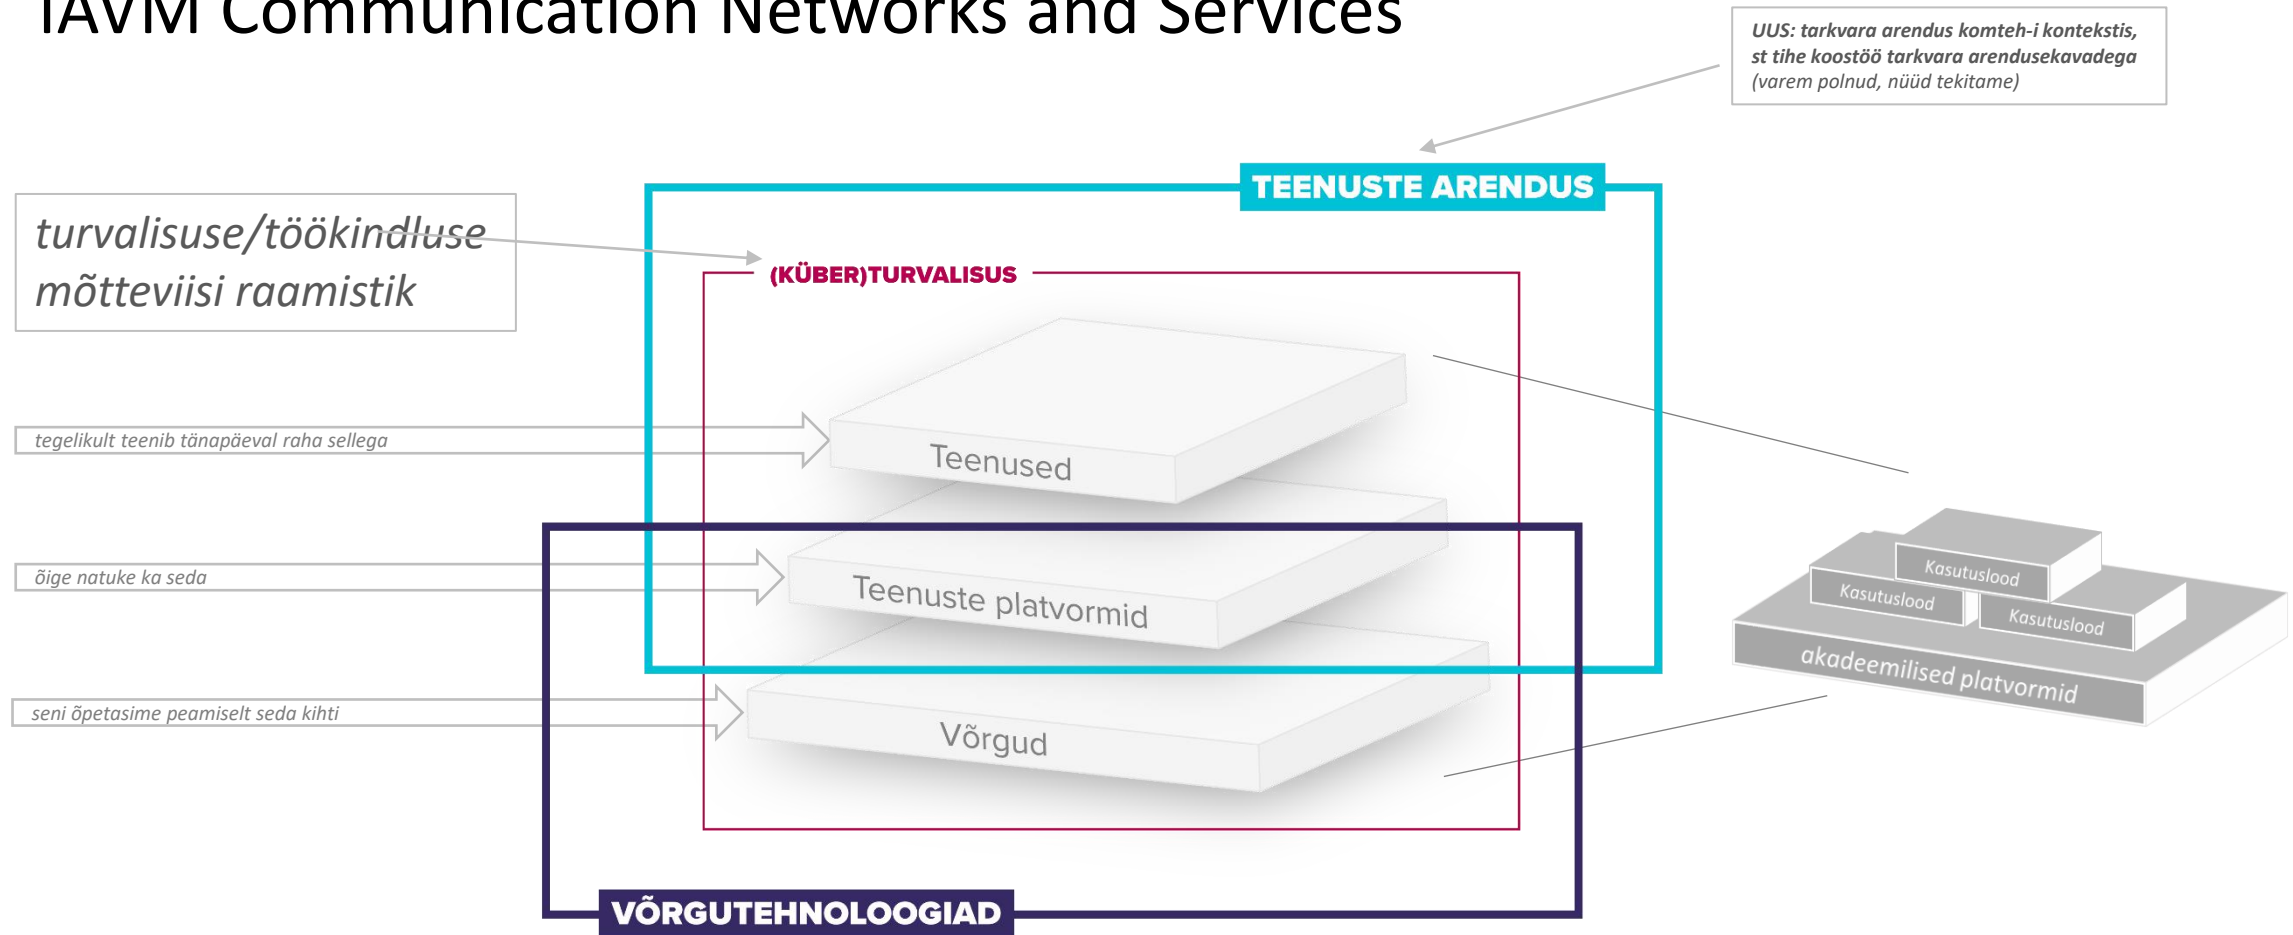 IAVM Communication Networks and Services
UUS: tarkvara arendus komteh-i kontekstis,
st tihe koostöö tarkvara arendusekavadega
(varem polnud, nüüd tekitame)
TEENUSTE ARENDUS
turvalisuse/töökindluse
mõtteviisi raamistik
(KÜBER)TURVALISUS
tegelikult teenib tänapäeval raha sellega
Teenused
õige natuke ka seda
Teenuste platvormid
Kasutuslood
Kasutuslood
Kasutuslood
akadeemilised platvormid
seni õpetasime peamiselt seda kihti
Võrgud
VÕRGUTEHNOLOOGIAD